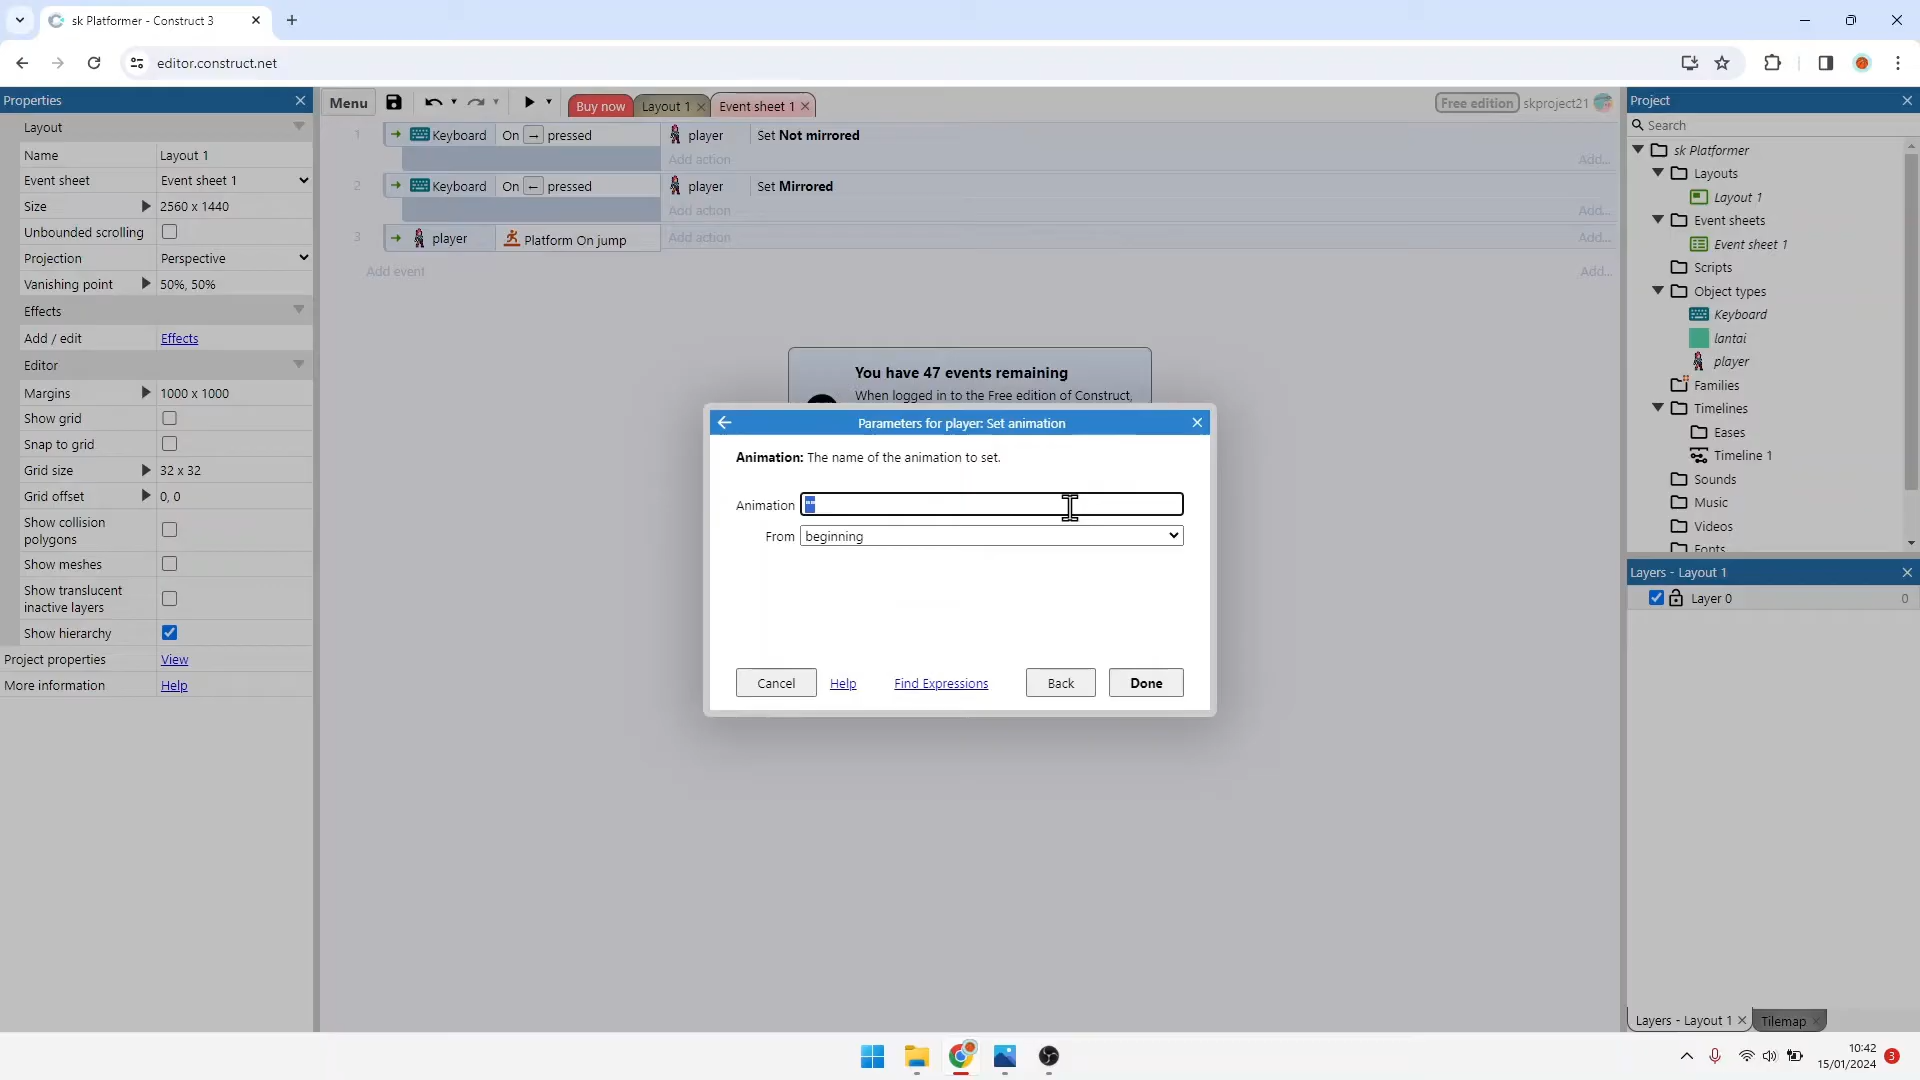 sk Platformer - Construct 3
editor.construct.net
Properties
Layout
Name Layout 1
Event sheet Event sheet 1
Size 2560 x 1440
Unbounded scrolling
Projection Perspective
Vanishing point 50%, 50%
Effects
Add / edit Effects
Editor
Margins 1000 x 1000
Show grid
Snap to grid
Grid size 32 x 32
Grid offset 0, 0
Show collision
polygons
Show meshes
Show translucent
inactive layers
Show hierarchy
Project properties View
More information Help
Menu
Buy now
Layout 1
Event sheet 1
Free edition
skproject21
1 Keyboard On → pressed player Set Not mirrored
Add action Add...
2 Keyboard On ← pressed player Set Mirrored
Add action Add...
3 player Platform On jump Add action Add...
Add event Add...
You have 47 events remaining
When logged in to the Free edition of Construct,
Parameters for player: Set animation
Animation: The name of the animation to set.
Animation ""
From beginning
Cancel Help Find Expressions Back Done
Project
Search
sk Platformer
Layouts
Layout 1
Event sheets
Event sheet 1
Scripts
Object types
Keyboard
lantai
player
Families
Timelines
Eases
Timeline 1
Sounds
Music
Videos
Fonts
Layers - Layout 1
Layer 0 0
Layers - Layout 1
Tilemap
10:42
15/01/2024
3